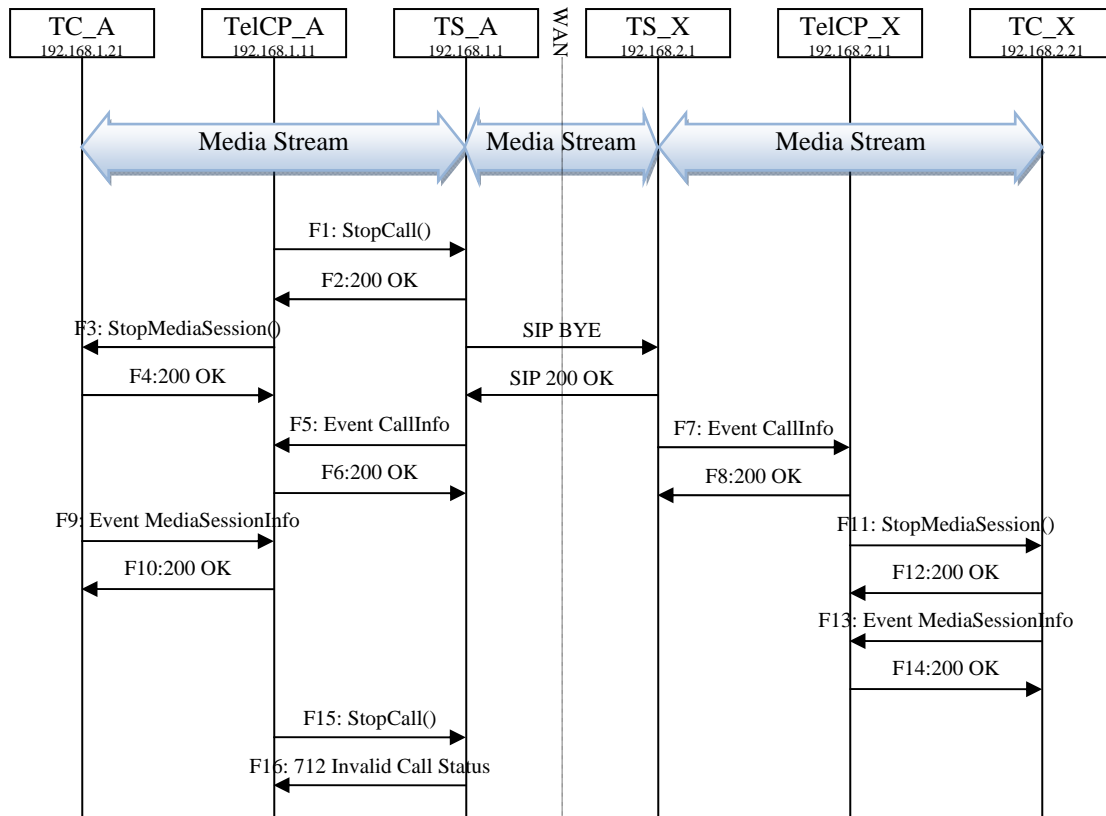 TC_A
192.168.1.21
TelCP_A
192.168.1.11
TS_A
192.168.1.1
WAN
TS_X
192.168.2.1
TelCP_X
192.168.2.11
TC_X
192.168.2.21
Media Stream
Media Stream
Media Stream
F1: StopCall()
F2:200 OK
F3: StopMediaSession()
SIP BYE
F4:200 OK
SIP 200 OK
F5: Event CallInfo
F7: Event CallInfo
F6:200 OK
F8:200 OK
F9: Event MediaSessionInfo
F11: StopMediaSession()
F10:200 OK
F12:200 OK
F13: Event MediaSessionInfo
F14:200 OK
F15: StopCall()
F16: 712 Invalid Call Status